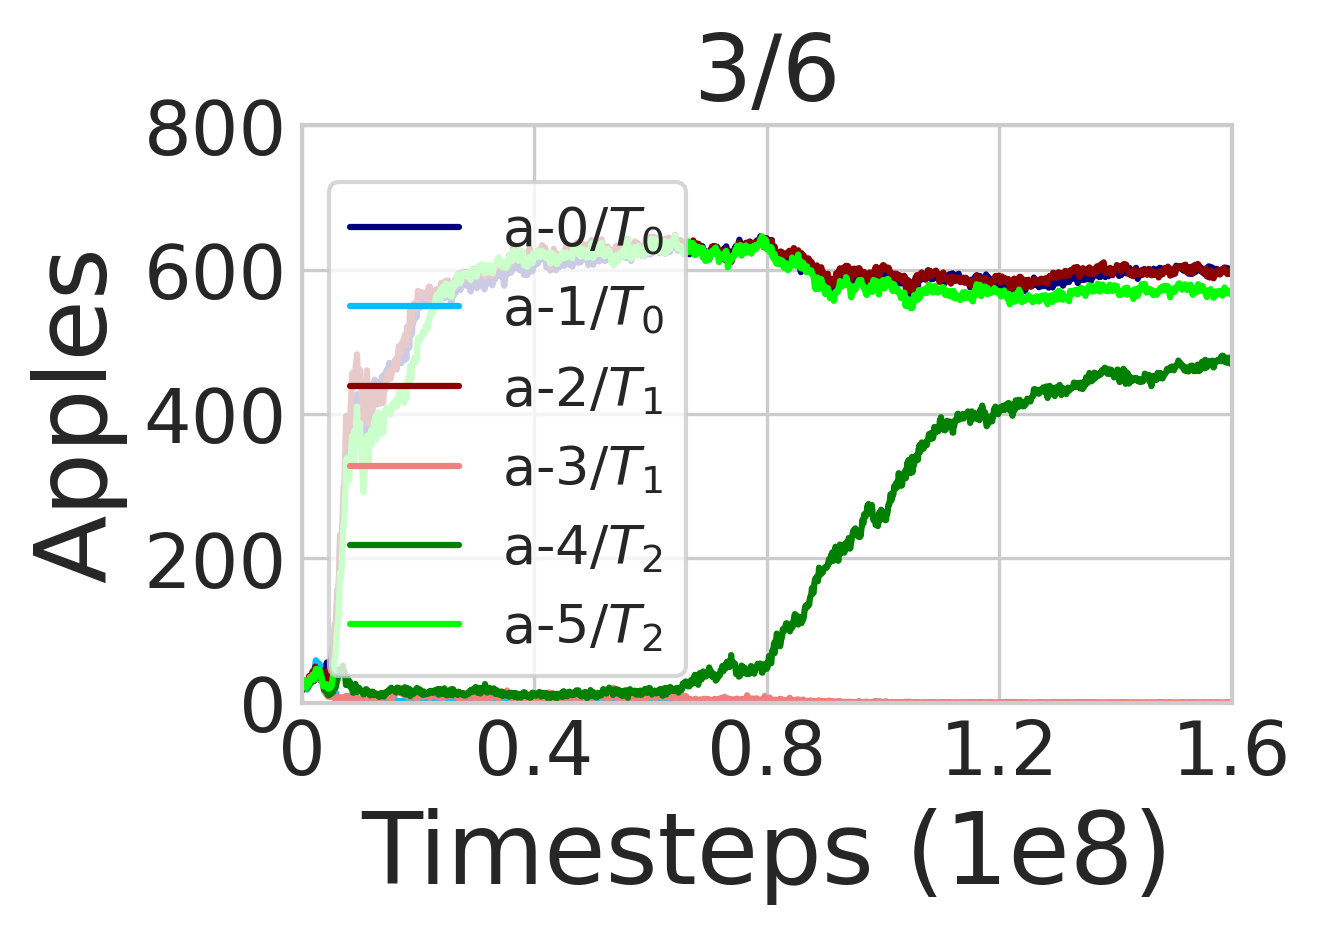 3/6
800
600
400
200
0
Apples
a-0/T₀
a-1/T₀
a-2/T₁
a-3/T₁
a-4/T₂
a-5/T₂
0 0.4 0.8 1.2 1.6
Timesteps (1e8)